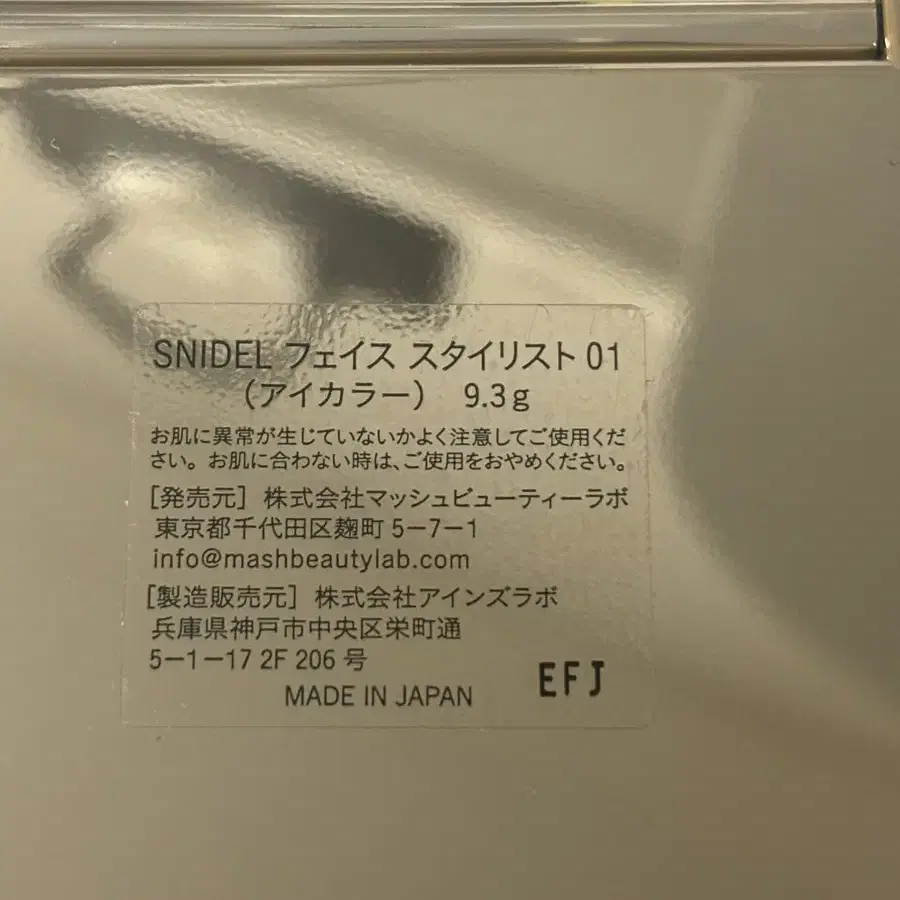 SNIDEL フェイス スタイリスト 01
（アイカラー） 9.3g
お肌に異常が生じていないかよく注意してご使用くだ
さい。お肌に合わない時は、ご使用をおやめください。
［発売元］ 株式会社マッシュビューティーラボ
東京都千代田区麹町 5−7−1
info@mashbeautylab.com
［製造販売元］ 株式会社アインズラボ
兵庫県神戸市中央区栄町通
5−1−17 2F 206 号
MADE IN JAPAN
EFJ